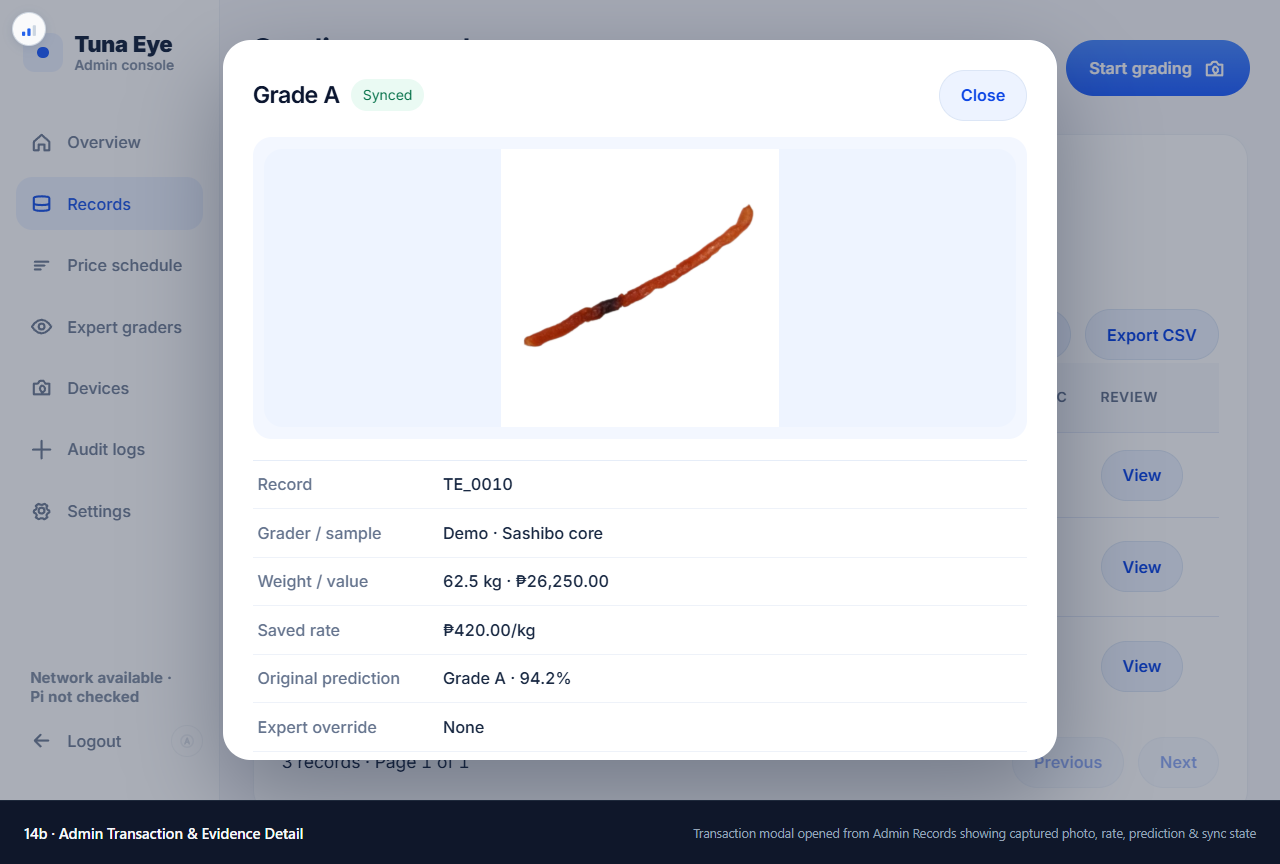 Tuna Eye
Admin console
Start grading
Overview
Records
Price schedule
Expert graders
Devices
Audit logs
Settings
Network available ·
Pi not checked
Logout
Grade A
Synced
Close
Record
TE_0010
Grader / sample
Demo · Sashibo core
Weight / value
62.5 kg · ₱26,250.00
Saved rate
₱420.00/kg
Original prediction
Grade A · 94.2%
Expert override
None
Export CSV
C
REVIEW
View
View
View
3 records · Page 1 of 1
Previous
Next
14b · Admin Transaction & Evidence Detail
Transaction modal opened from Admin Records showing captured photo, rate, prediction & sync state